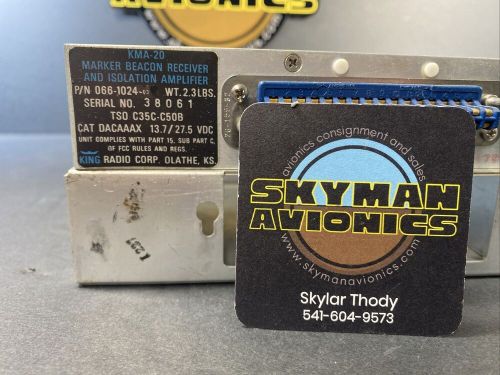 AVIONICS
KMA-20
MARKER BEACON RECEIVER
AND ISOLATION AMPLIFIER
P/N 066-1024- WT. 2.3 LBS.
SERIAL NO. 38061
TSO C35C-C50B
CAT DACAAAX 13.7/27.5 VDC
UNIT COMPLIES WITH PART 15, SUB PART C,
OF FCC RULES AND REGS.
KING RADIO CORP. OLATHE, KS.
avionics consignment and sales
SKYMAN
AVIONICS
www.skymanavionics.com
Skylar Thody
541-604-9573